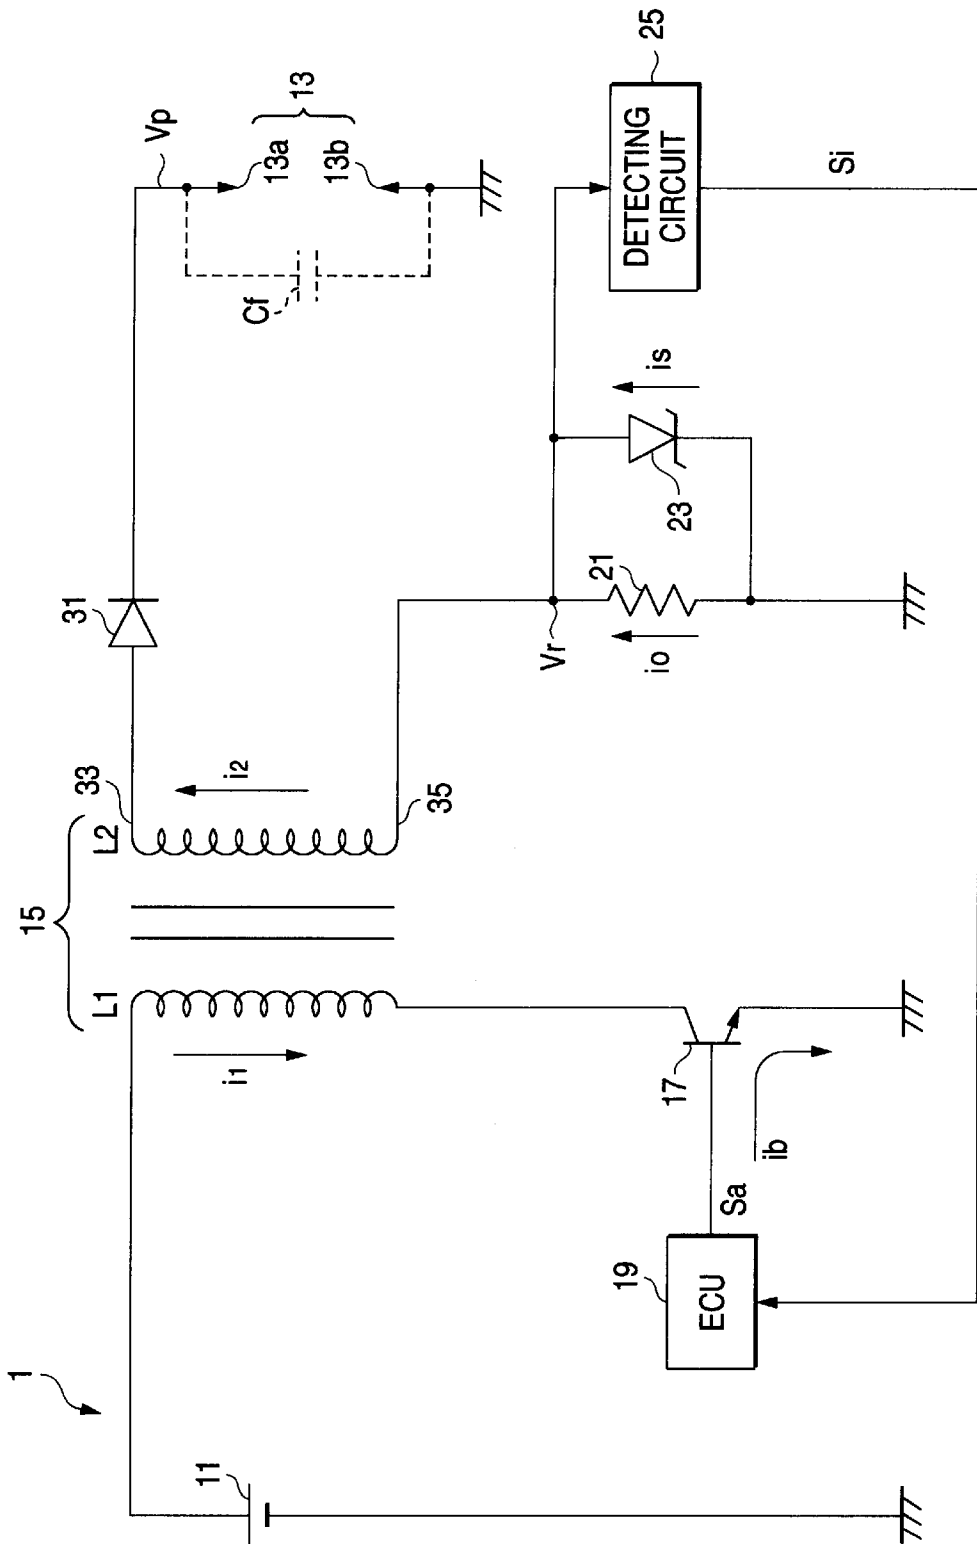 1
15
L1
L2
33
31
Vp
13
13a
13b
Cf
11
i1
i2
35
Vr
io
21
23
is
DETECTING
CIRCUIT
25
Si
17
ib
Sa
19
ECU